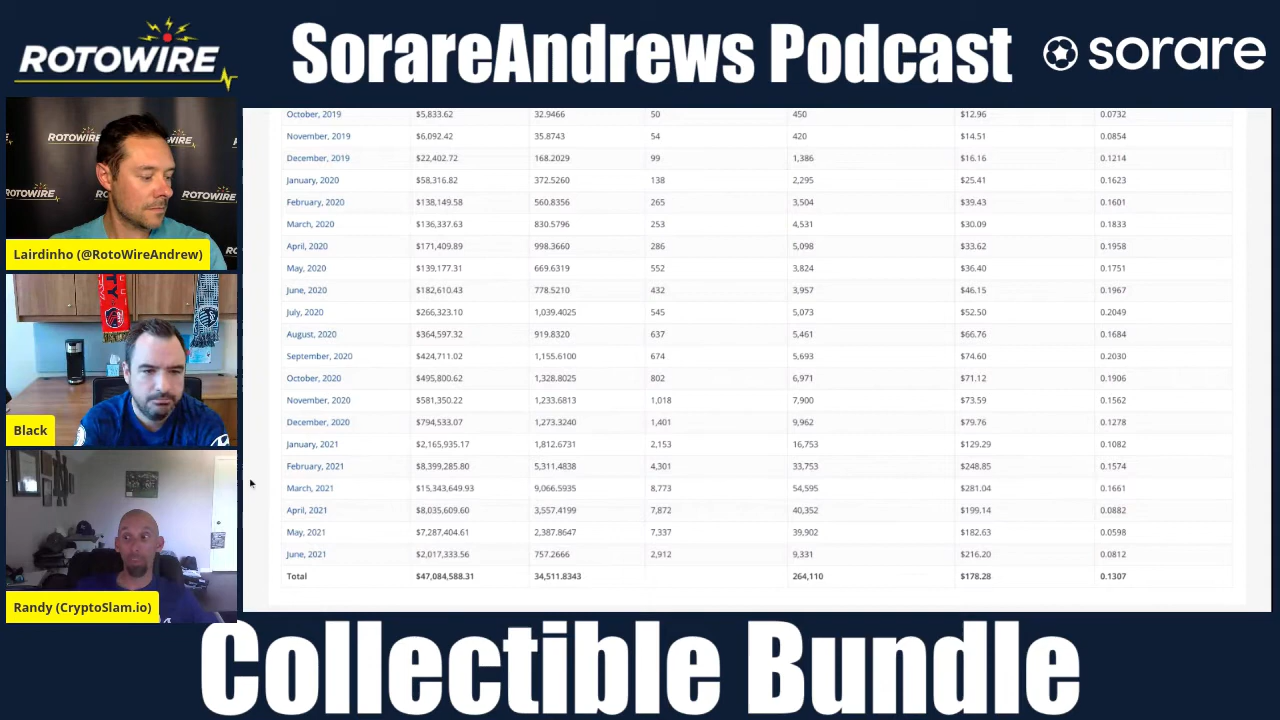 ROTOWIRE
SorareAndrews Podcast
sorare
ROTOWIRE
ROTOWIRE
Lairdinho (@RotoWireAndrew)
Black
Randy (CryptoSlam.io)
October, 2019 $5,833.62 32.9466 50 450 $12.96 0.0732
November, 2019 $6,092.42 35.8743 54 420 $14.51 0.0854
December, 2019 $22,402.72 168.2029 99 1,386 $16.16 0.1214
January, 2020 $58,316.82 372.5260 138 2,295 $25.41 0.1623
February, 2020 $138,149.58 560.8356 265 3,504 $39.43 0.1601
March, 2020 $136,337.63 830.5796 253 4,531 $30.09 0.1833
April, 2020 $171,409.89 998.3660 286 5,098 $33.62 0.1958
May, 2020 $139,177.31 669.6319 552 3,824 $36.40 0.1751
June, 2020 $182,610.43 778.5210 432 3,957 $46.15 0.1967
July, 2020 $266,323.10 1,039.4025 545 5,073 $52.50 0.2049
August, 2020 $364,597.32 919.8320 637 5,461 $66.76 0.1684
September, 2020 $424,711.02 1,155.6100 674 5,693 $74.60 0.2030
October, 2020 $495,800.62 1,328.8025 802 6,971 $71.12 0.1906
November, 2020 $581,350.22 1,233.6813 1,018 7,900 $73.59 0.1562
December, 2020 $794,533.07 1,273.3240 1,401 9,962 $79.76 0.1278
January, 2021 $2,165,935.17 1,812.6731 2,153 16,753 $129.29 0.1082
February, 2021 $8,399,285.80 5,311.4838 4,301 33,753 $248.85 0.1574
March, 2021 $15,343,649.93 9,066.5935 8,773 54,595 $281.04 0.1661
April, 2021 $8,035,609.60 3,557.4199 7,872 40,352 $199.14 0.0882
May, 2021 $7,287,404.61 2,387.8647 7,337 39,902 $182.63 0.0598
June, 2021 $2,017,333.56 757.2666 2,912 9,331 $216.20 0.0812
Total $47,084,588.31 34,511.8343 264,110 $178.28 0.1307
Collectible Bundle